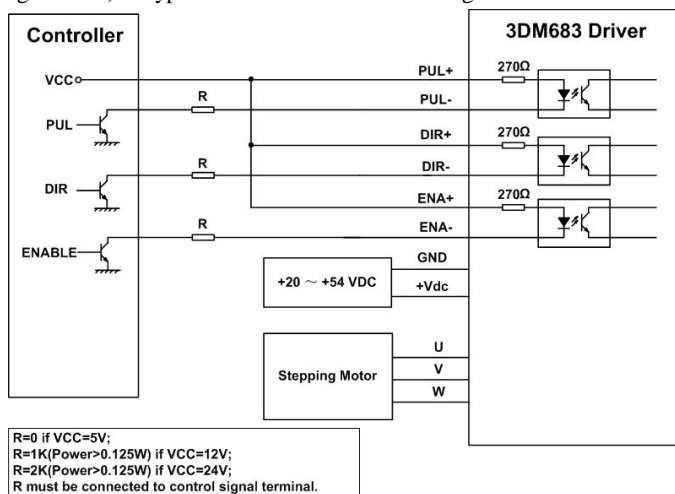 Controller
3DM683 Driver
VCC
PUL+
270Ω
R
PUL-
PUL
DIR+
270Ω
R
DIR-
DIR
ENA+
270Ω
R
ENA-
ENABLE
GND
+20 ～ +54 VDC
+Vdc
U
Stepping Motor
V
W
R=0 if VCC=5V;
R=1K(Power>0.125W) if VCC=12V;
R=2K(Power>0.125W) if VCC=24V;
R must be connected to control signal terminal.